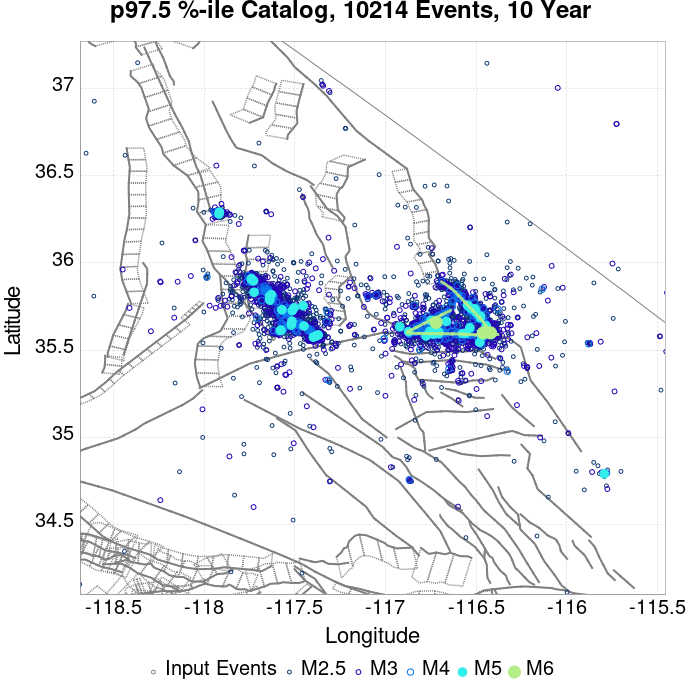 p97.5 %-ile Catalog, 10214 Events, 10 Year
37
36.5
36
35.5
35
34.5
Latitude
-118.5 -118 -117.5 -117 -116.5 -116 -115.5
Longitude
Input Events M2.5 M3 M4 M5 M6